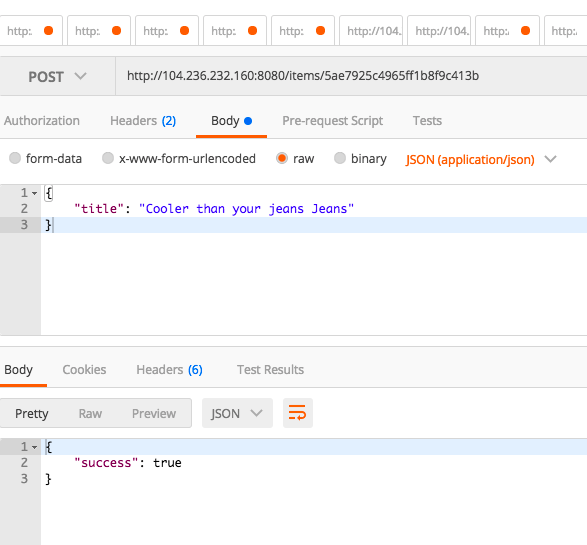 http:. http:. http:. http:. http:. http://104. http://104. http:. http:.
POST http://104.236.232.160:8080/items/5ae7925c4965ff1b8f9c413b
Authorization Headers (2) Body Pre-request Script Tests
form-data x-www-form-urlencoded raw binary JSON (application/json)
1 {
2 "title": "Cooler than your jeans Jeans"
3 }
Body Cookies Headers (6) Test Results
Pretty Raw Preview JSON
1 {
2 "success": true
3 }